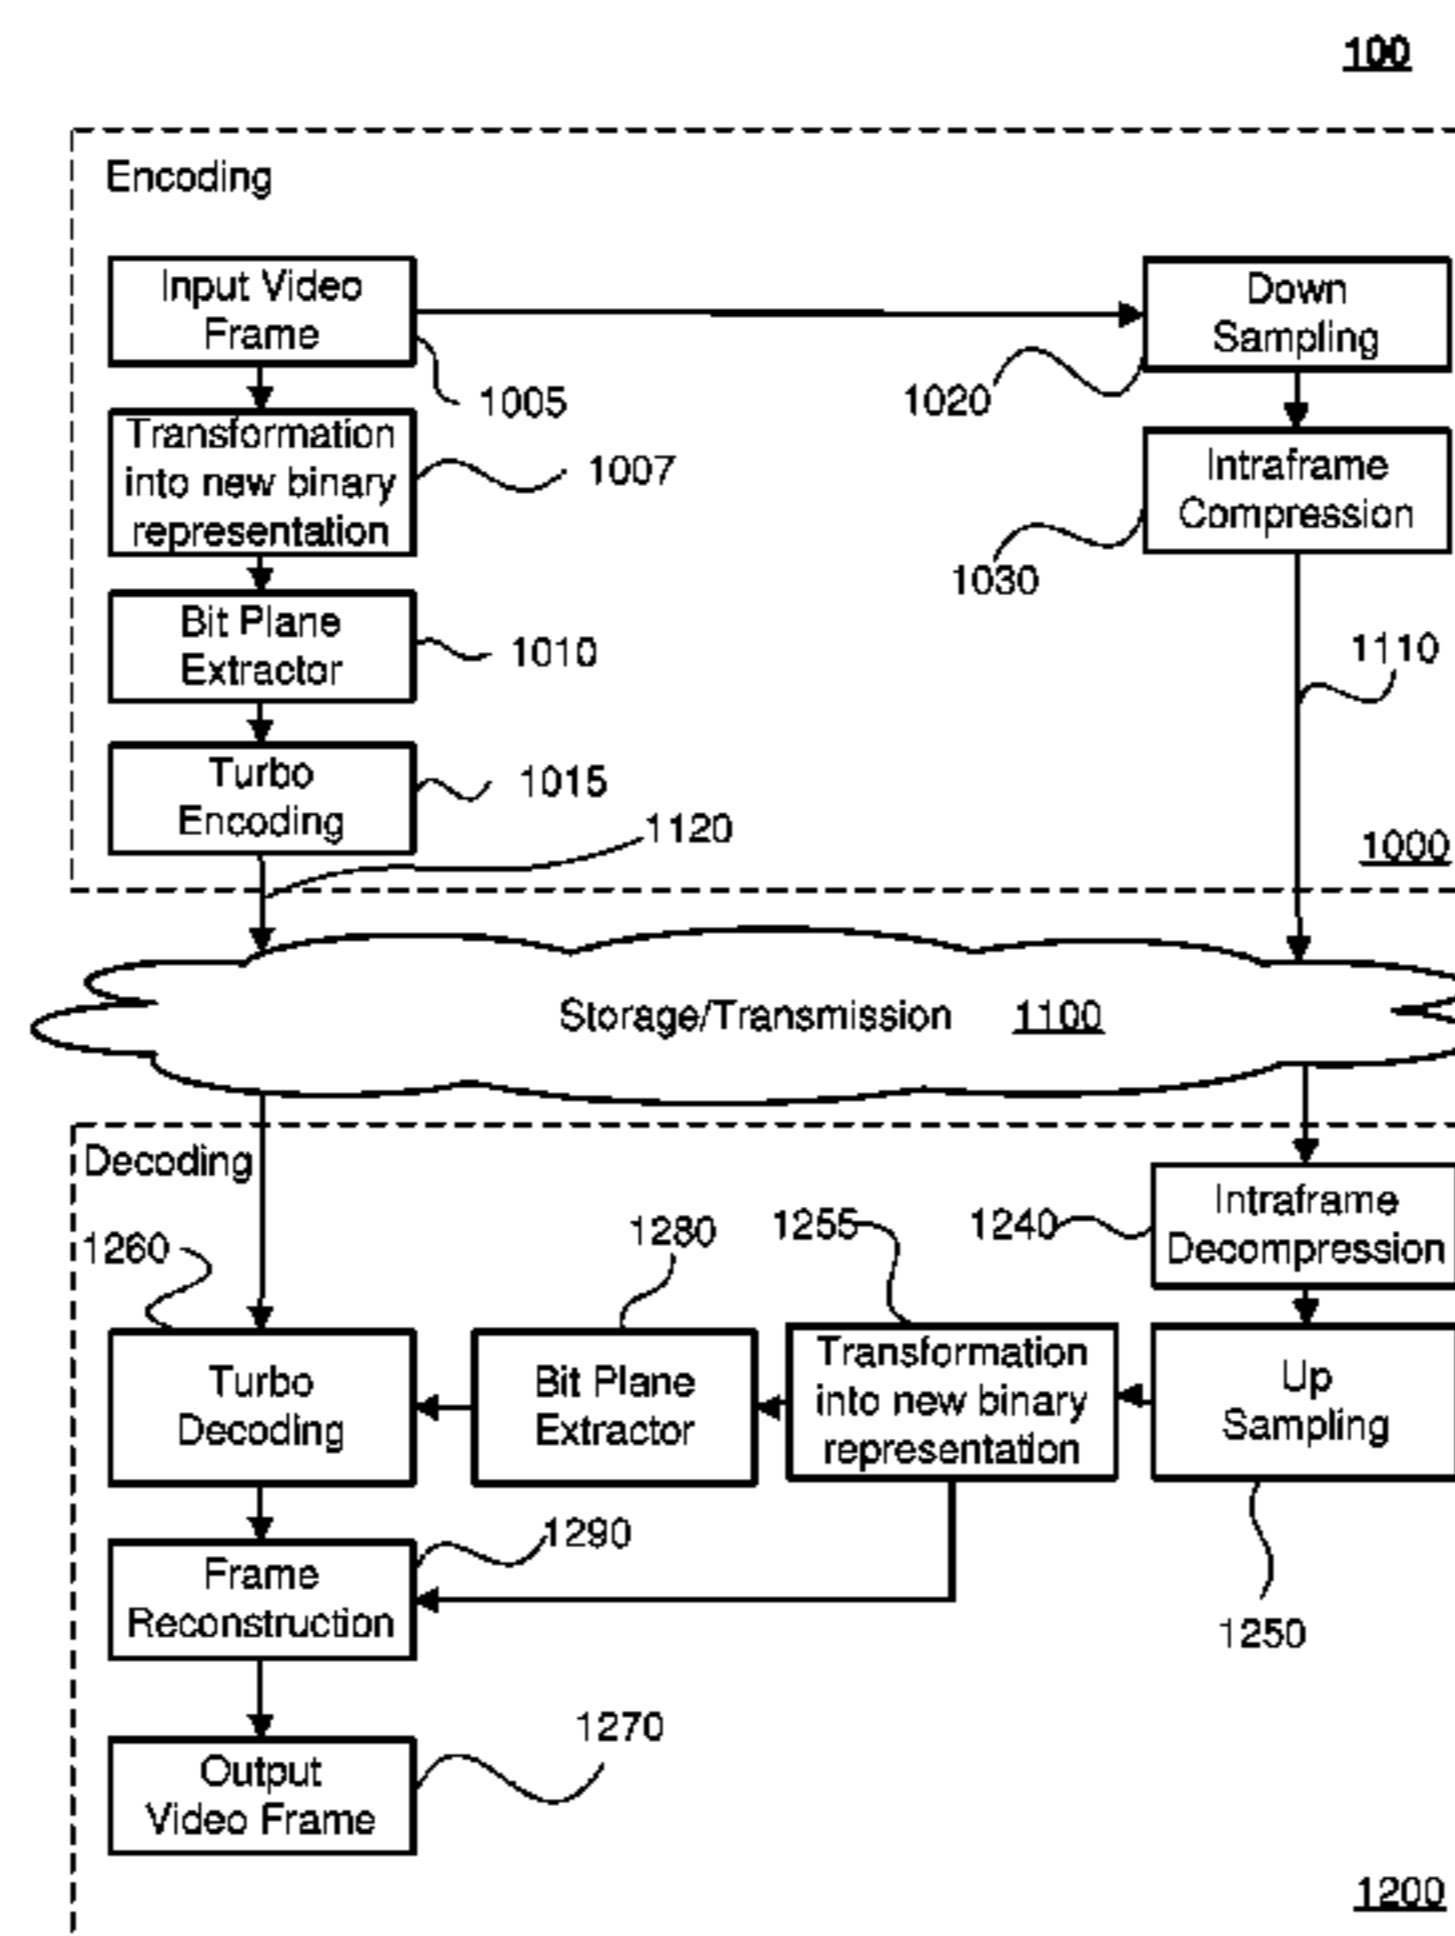 100
Encoding
Input Video
Frame
1005
Down
Sampling
1020
Transformation
into new binary
representation
1007
Intraframe
Compression
1030
Bit Plane
Extractor
1010
1110
Turbo
Encoding
1015
1120
1000
Storage/Transmission 1100
Decoding
1260
1280
1255
1240
Intraframe
Decompression
Turbo
Decoding
Bit Plane
Extractor
Transformation
into new binary
representation
Up
Sampling
1290
Frame
Reconstruction
1250
1270
Output
Video Frame
1200